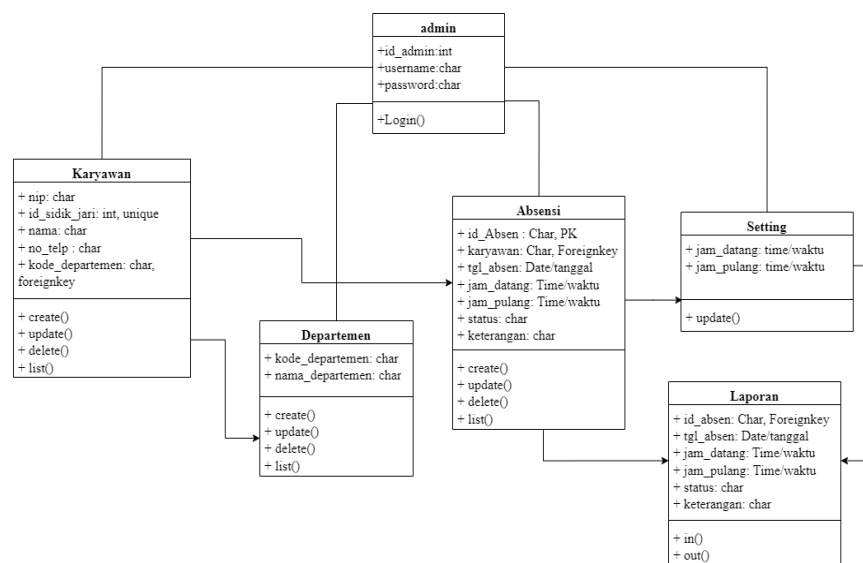 admin
+id_admin:int
+username:char
+password:char
+Login()
Karyawan
+ nip: char
+ id_sidik_jari: int, unique
+ nama: char
+ no_telp : char
+ kode_departemen: char,
foreignkey
+ create()
+ update()
+ delete()
+ list()
Departemen
+ kode_departemen: char
+ nama_departemen: char
+ create()
+ update()
+ delete()
+ list()
Absensi
+ id_Absen : Char, PK
+ karyawan: Char, Foreignkey
+ tgl_absen: Date/tanggal
+ jam_datang: Time/waktu
+ jam_pulang: Time/waktu
+ status: char
+ keterangan: char
+ create()
+ update()
+ delete()
+ list()
Setting
+ jam_datang: time/waktu
+ jam_pulang: time/waktu
+ update()
Laporan
+ id_absen: Char, Foreignkey
+ tgl_absen: Date/tanggal
+ jam_datang: Time/waktu
+ jam_pulang: Time/waktu
+ status: char
+ keterangan: char
+ in()
+ out()